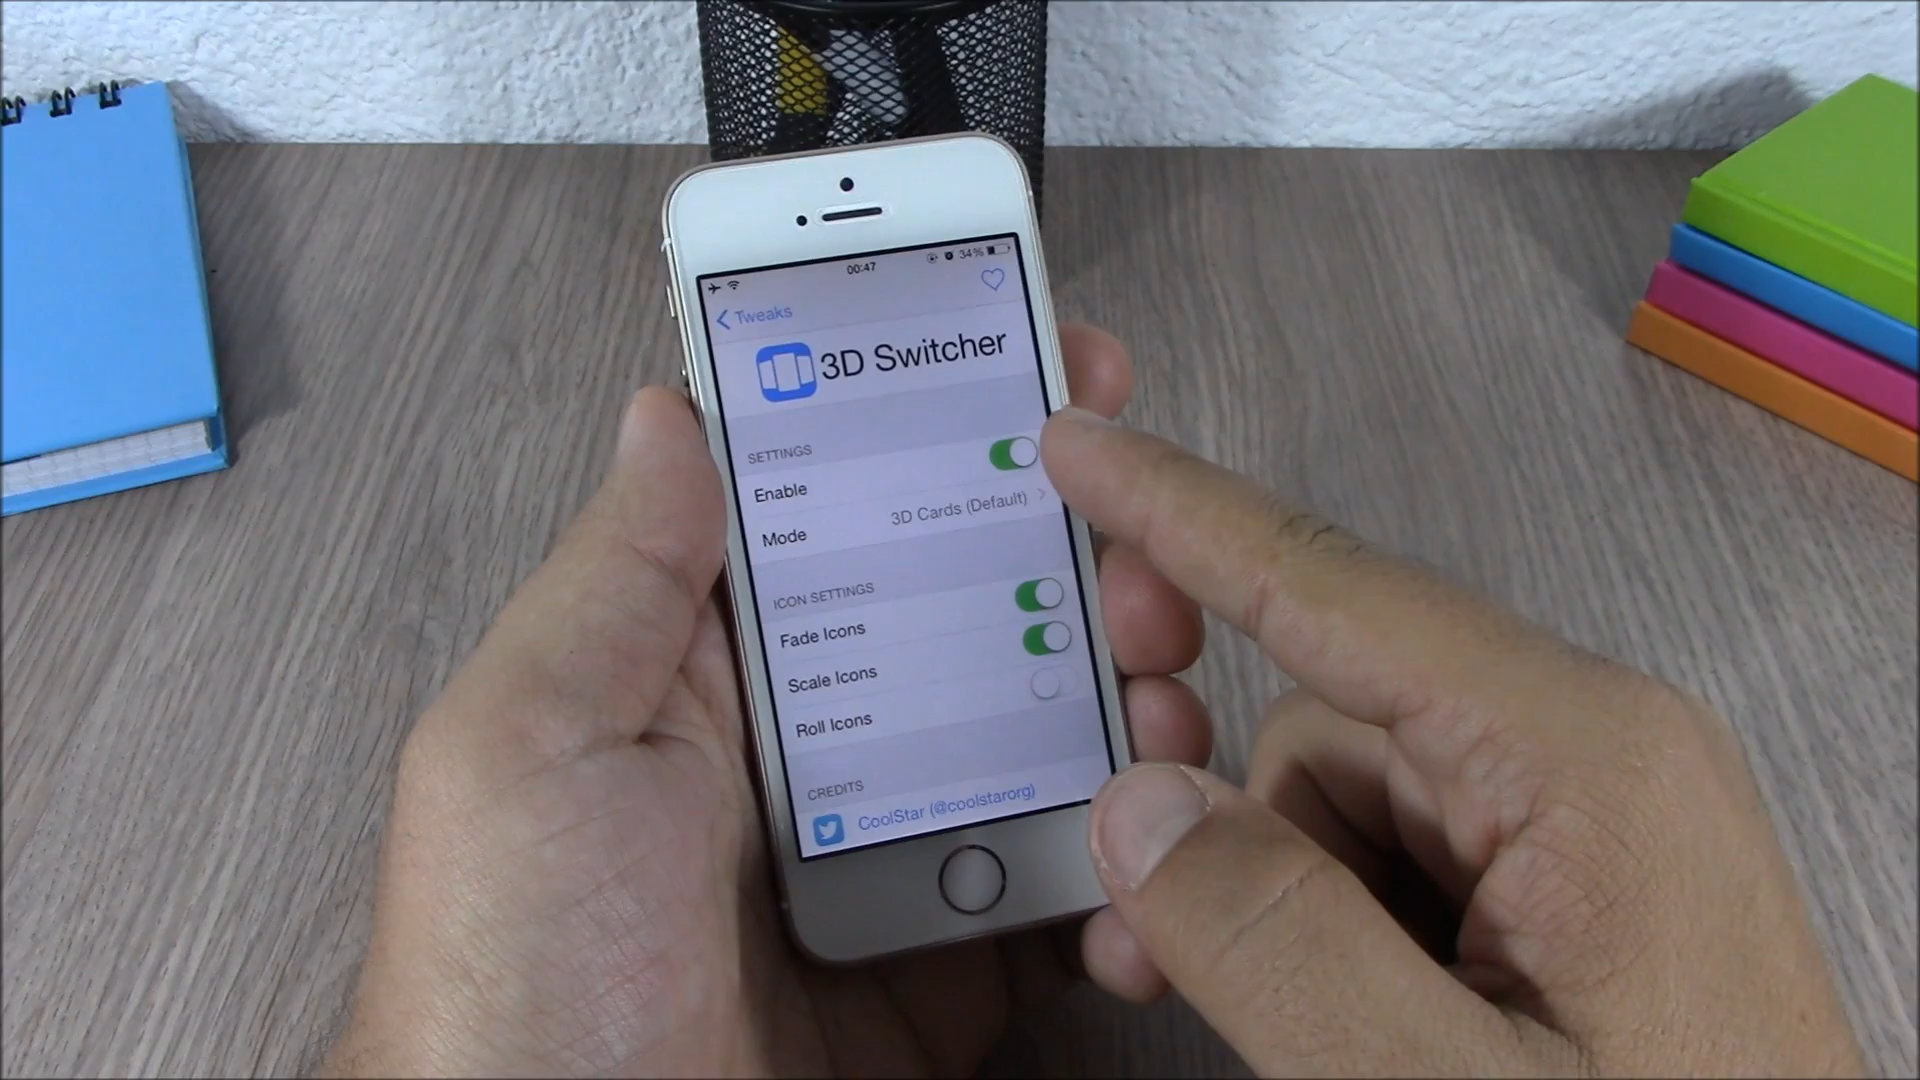 00:47
34%
Tweaks
3D Switcher
SETTINGS
Enable
Mode 3D Cards (Default)
ICON SETTINGS
Fade Icons
Scale Icons
Roll Icons
CREDITS
CoolStar (@coolstarorg)